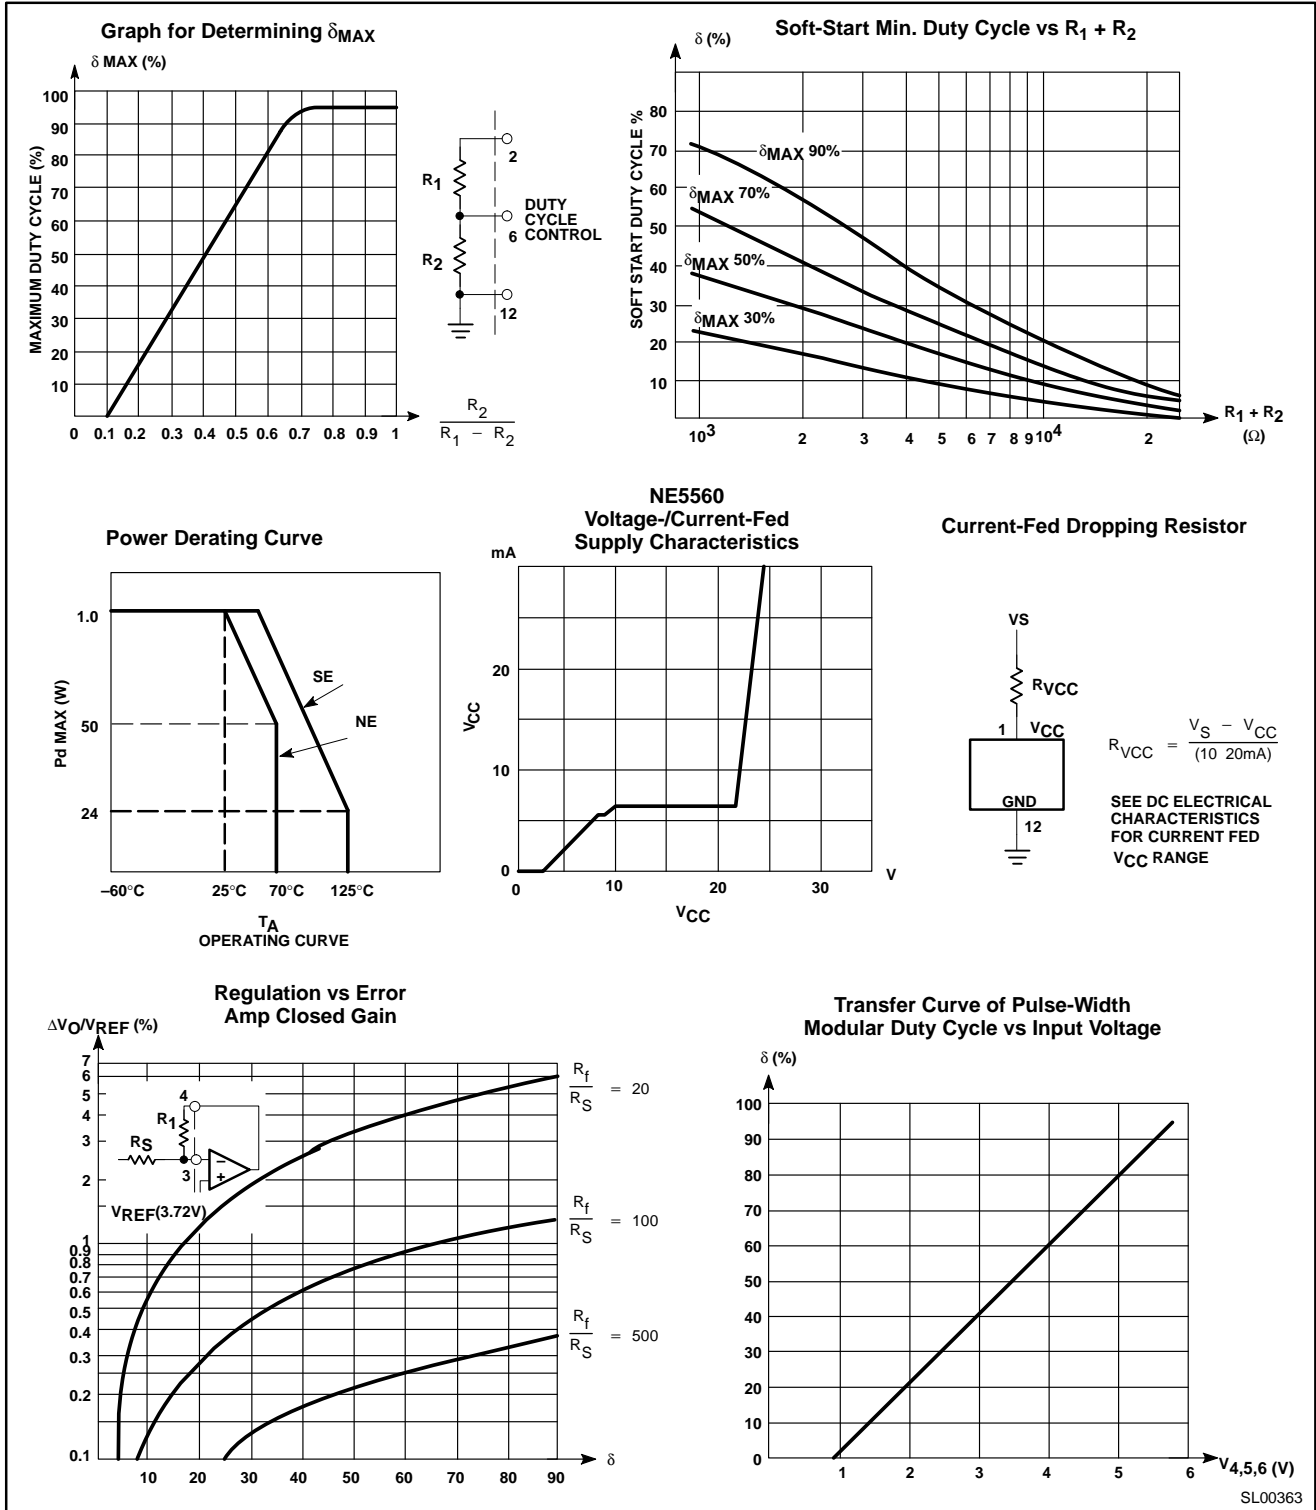 Graph for Determining δMAX
δ MAX (%)
MAXIMUM DUTY CYCLE (%)
100
90
80
70
60
50
40
30
20
10
0 0.1 0.2 0.3 0.4 0.5 0.6 0.7 0.8 0.9 1
R2
R1 − R2
R1
R2
2
6
12
DUTY
CYCLE
CONTROL
Soft-Start Min. Duty Cycle vs R1 + R2
δ (%)
SOFT START DUTY CYCLE %
80
70
60
50
40
30
20
10
δMAX 90%
δMAX 70%
δMAX 50%
δMAX 30%
10³ 2 3 4 5 6 7 8 9 10⁴ 2
R1 + R2
(Ω)
Power Derating Curve
Pd MAX (W)
1.0
50
24
SE
NE
–60°C 25°C 70°C 125°C
TA
OPERATING CURVE
NE5560
Voltage-/Current-Fed
Supply Characteristics
mA
VCC
20
10
0
0 10 20 30 V
VCC
Current-Fed Dropping Resistor
VS
RVCC
1 VCC
GND
12
RVCC = VS − VCC
(10 20mA)
SEE DC ELECTRICAL
CHARACTERISTICS
FOR CURRENT FED
VCC RANGE
Regulation vs Error
Amp Closed Gain
ΔVO/VREF (%)
7
6
5
4
3
2
1
0.9
0.8
0.7
0.6
0.5
0.4
0.3
0.2
0.1
4
R1
RS
3
−
+
VREF(3.72V)
Rf
RS = 20
Rf
RS = 100
Rf
RS = 500
10 20 30 40 50 60 70 80 90 δ
Transfer Curve of Pulse-Width
Modular Duty Cycle vs Input Voltage
δ (%)
100
90
80
70
60
50
40
30
20
10
0
1 2 3 4 5 6
V4,5,6 (V)
SL00363